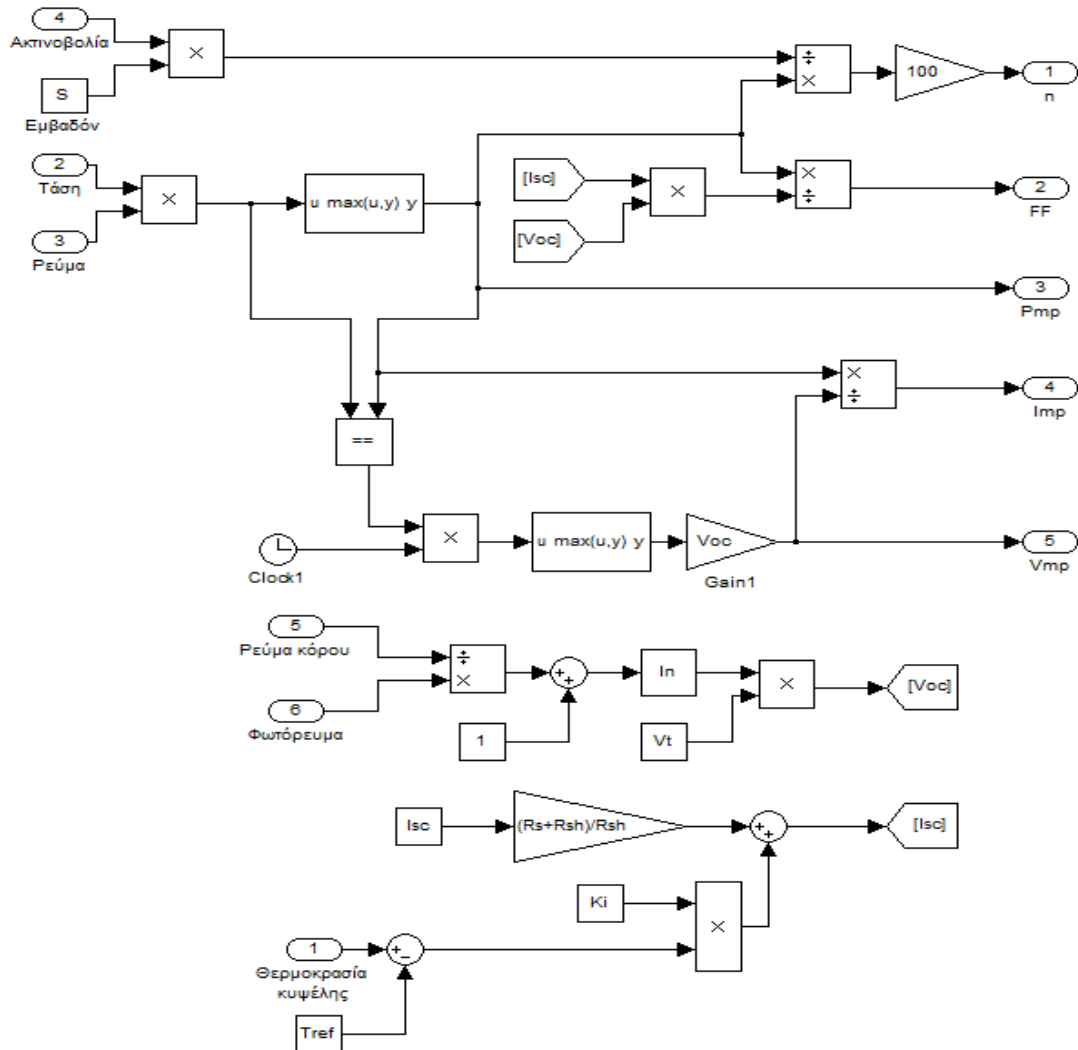 4
Ακτινοβολία
×
÷
×
100
1
n
S
Εμβαδόν
2
Τάση
×
3
Ρεύμα
u max(u,y) y
[Isc]
[Voc]
×
×
÷
2
FF
3
Pmp
×
÷
4
Imp
==
Clock1
×
u max(u,y) y
Voc
Gain1
5
Vmp
5
Ρεύμα κόρου
÷
×
6
Φωτόρευμα
+
+
1
ln
Vt
×
[Voc]
Isc
(Rs+Rsh)/Rsh
+
+
[Isc]
Ki
×
1
Θερμοκρασία
κυψέλης
+
−
Tref